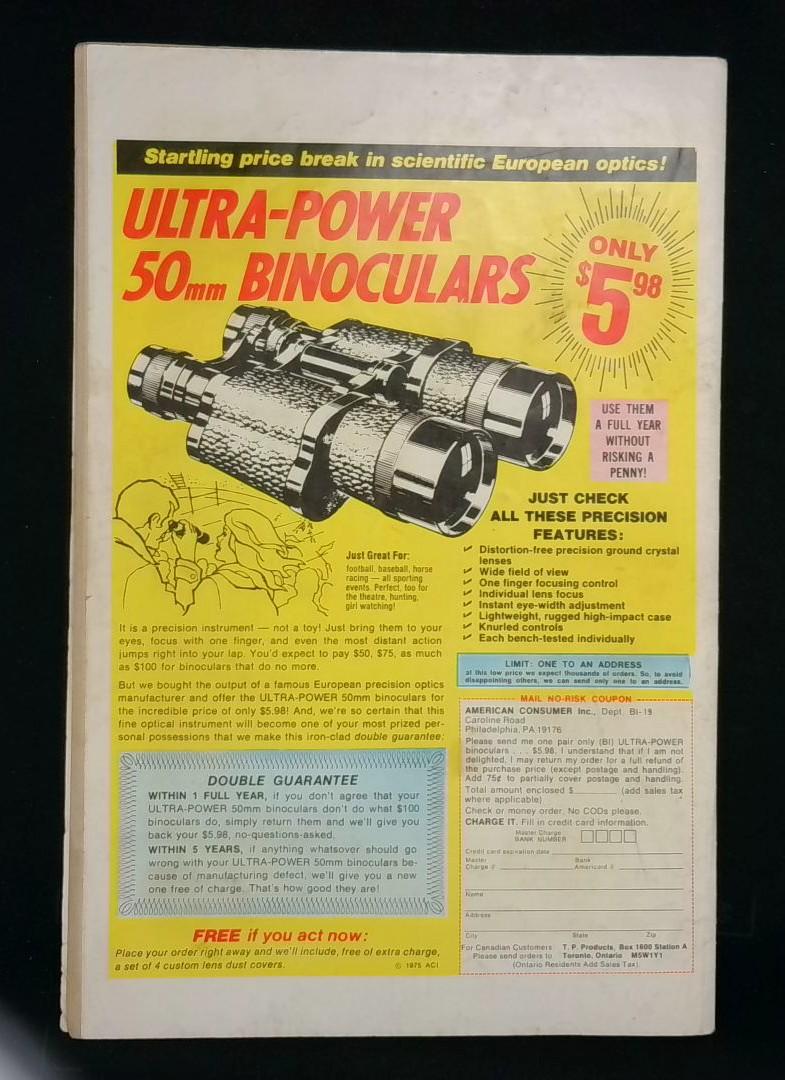 Startling price break in scientific European optics!
ULTRA-POWER
50mm BINOCULARS
ONLY
$5.98
USE THEM
A FULL YEAR
WITHOUT
RISKING A
PENNY!
JUST CHECK
ALL THESE PRECISION
FEATURES:
✓ Distortion-free precision ground crystal
lenses
✓ Wide field of view
✓ One finger focusing control
✓ Individual lens focus
✓ Instant eye-width adjustment
✓ Lightweight, rugged high-impact case
✓ Knurled controls
✓ Each bench-tested individually
Just Great For:
football, baseball, horse
racing — all sporting
events. Perfect, too for
the theatre, hunting,
girl watching!
It is a precision instrument — not a toy! Just bring them to your
eyes, focus with one finger, and even the most distant action
jumps right into your lap. You'd expect to pay $50, $75, as much
as $100 for binoculars that do no more.
But we bought the output of a famous European precision optics
manufacturer and offer the ULTRA-POWER 50mm binoculars for
the incredible price of only $5.98! And, we're so certain that this
fine optical instrument will become one of your most prized per-
sonal possessions that we make this iron-clad double guarantee:
DOUBLE GUARANTEE
WITHIN 1 FULL YEAR, if you don't agree that your
ULTRA-POWER 50mm binoculars don't do what $100
binoculars do, simply return them and we'll give you
back your $5.98, no-questions-asked.
WITHIN 5 YEARS, if anything whatsover should go
wrong with your ULTRA-POWER 50mm binoculars be-
cause of manufacturing defect, we'll give you a new
one free of charge. That's how good they are!
FREE if you act now:
Place your order right away and we'll include, free of extra charge,
a set of 4 custom lens dust covers.
© 1975 ACI
LIMIT: ONE TO AN ADDRESS
at this low price we expect thousands of orders. So, to avoid
disappointing others, we can send only one to an address.
MAIL NO-RISK COUPON
AMERICAN CONSUMER Inc., Dept. BI-19
Caroline Road
Philadelphia, PA 19176
Please send me one pair only (BI) ULTRA-POWER
binoculars . . . $5.98, I understand that if I am not
delighted, I may return my order for a full refund of
the purchase price (except postage and handling).
Add 75¢ to partially cover postage and handling.
Total amount enclosed $ (add sales tax
where applicable)
Check or money order, No CODs please.
CHARGE IT. Fill in credit card information.
Master Charge
BANK NUMBER
Credit card expiration date
Master Bank
Charge # Americard #
Name
Address
City State Zip
For Canadian Customers: T. P. Products, Box 1600 Station A
Please send orders to Toronto, Ontario M5W1Y1
(Ontario Residents Add Sales Tax)